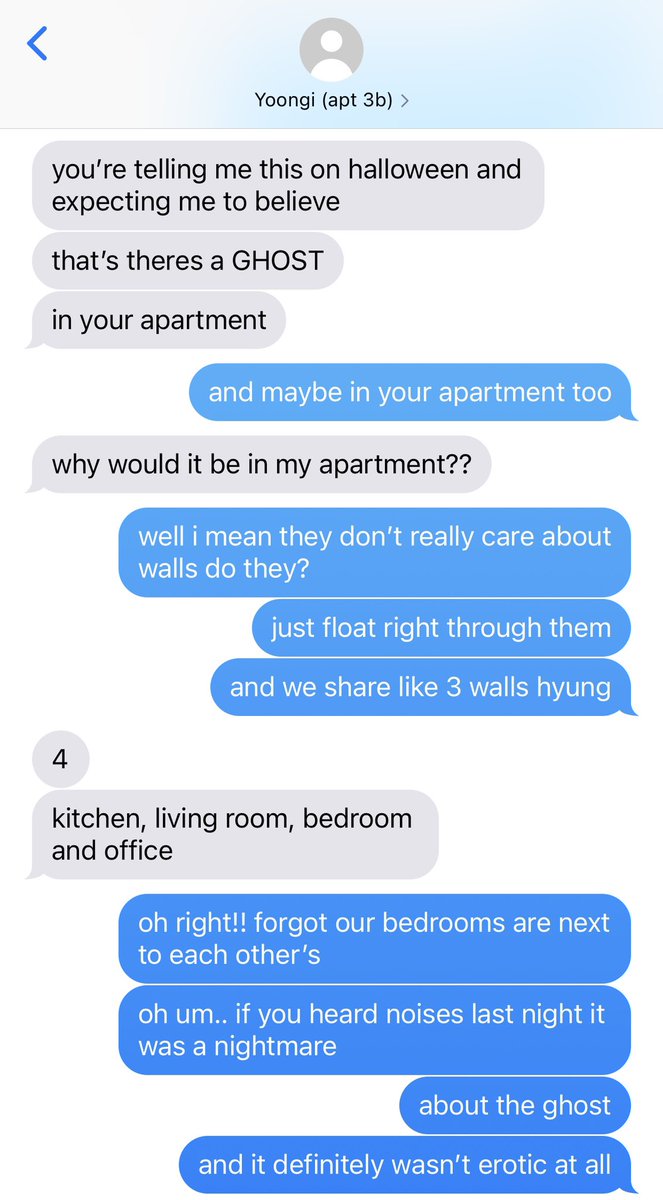 Yoongi (apt 3b)
you’re telling me this on halloween and
expecting me to believe
that’s theres a GHOST
in your apartment
and maybe in your apartment too
why would it be in my apartment??
well i mean they don’t really care about
walls do they?
just float right through them
and we share like 3 walls hyung
4
kitchen, living room, bedroom
and office
oh right!! forgot our bedrooms are next
to each other’s
oh um.. if you heard noises last night it
was a nightmare
about the ghost
and it definitely wasn’t erotic at all